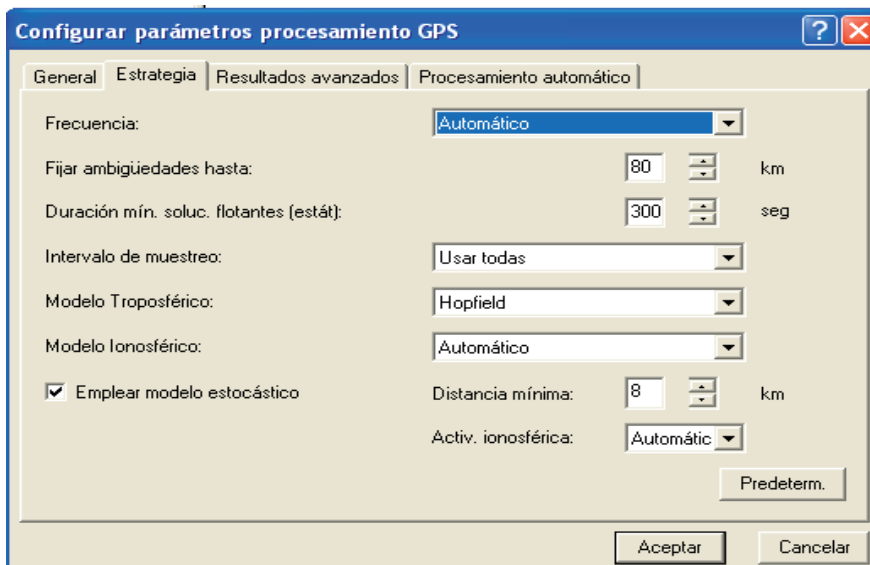 Configurar parámetros procesamiento GPS
General Estrategia Resultados avanzados Procesamiento automático
Frecuencia: Automático
Fijar ambigüedades hasta: 80 km
Duración mín. soluc. flotantes (estát): 300 seg
Intervalo de muestreo: Usar todas
Modelo Troposférico: Hopfield
Modelo Ionosférico: Automático
Emplear modelo estocástico Distancia mínima: 8 km
Activ. ionosférica: Automátic
Predeterm.
Aceptar Cancelar